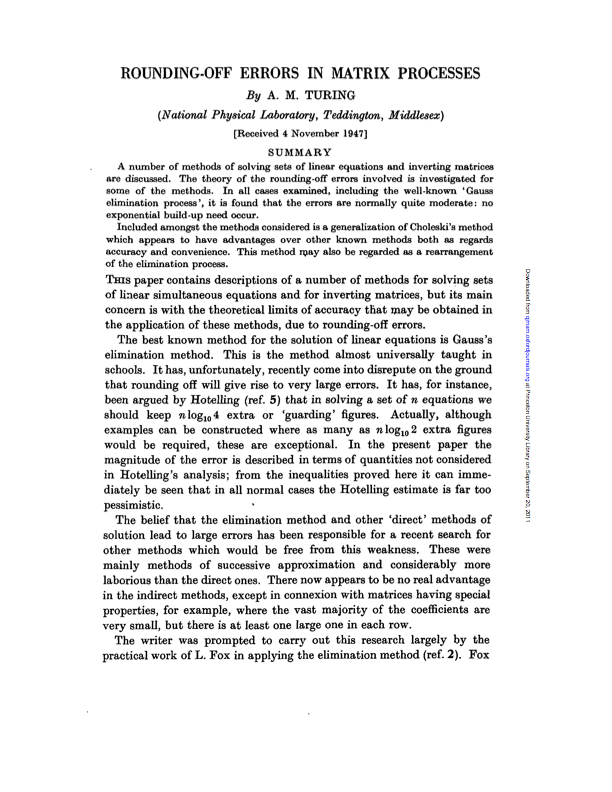 ROUNDING-OFF ERRORS IN MATRIX PROCESSES
By A. M. TURING
(National Physical Laboratory, Teddington, Middlesex)
[Received 4 November 1947]
SUMMARY
A number of methods of solving sets of linear equations and inverting matrices
are discussed. The theory of the rounding-off errors involved is investigated for
some of the methods. In all cases examined, including the well-known 'Gauss
elimination process', it is found that the errors are normally quite moderate: no
exponential build-up need occur.
Included amongst the methods considered is a generalization of Choleski's method
which appears to have advantages over other known methods both as regards
accuracy and convenience. This method may also be regarded as a rearrangement
of the elimination process.
THIS paper contains descriptions of a number of methods for solving sets
of linear simultaneous equations and for inverting matrices, but its main
concern is with the theoretical limits of accuracy that may be obtained in
the application of these methods, due to rounding-off errors.
The best known method for the solution of linear equations is Gauss's
elimination method. This is the method almost universally taught in
schools. It has, unfortunately, recently come into disrepute on the ground
that rounding off will give rise to very large errors. It has, for instance,
been argued by Hotelling (ref. 5) that in solving a set of n equations we
should keep n log₁₀ 4 extra or 'guarding' figures. Actually, although
examples can be constructed where as many as n log₁₀ 2 extra figures
would be required, these are exceptional. In the present paper the
magnitude of the error is described in terms of quantities not considered
in Hotelling's analysis; from the inequalities proved here it can imme-
diately be seen that in all normal cases the Hotelling estimate is far too
pessimistic.
The belief that the elimination method and other 'direct' methods of
solution lead to large errors has been responsible for a recent search for
other methods which would be free from this weakness. These were
mainly methods of successive approximation and considerably more
laborious than the direct ones. There now appears to be no real advantage
in the indirect methods, except in connexion with matrices having special
properties, for example, where the vast majority of the coefficients are
very small, but there is at least one large one in each row.
The writer was prompted to carry out this research largely by the
practical work of L. Fox in applying the elimination method (ref. 2). Fox
Downloaded from qjmam.oxfordjournals.org at Princeton University Library on September 20, 2011